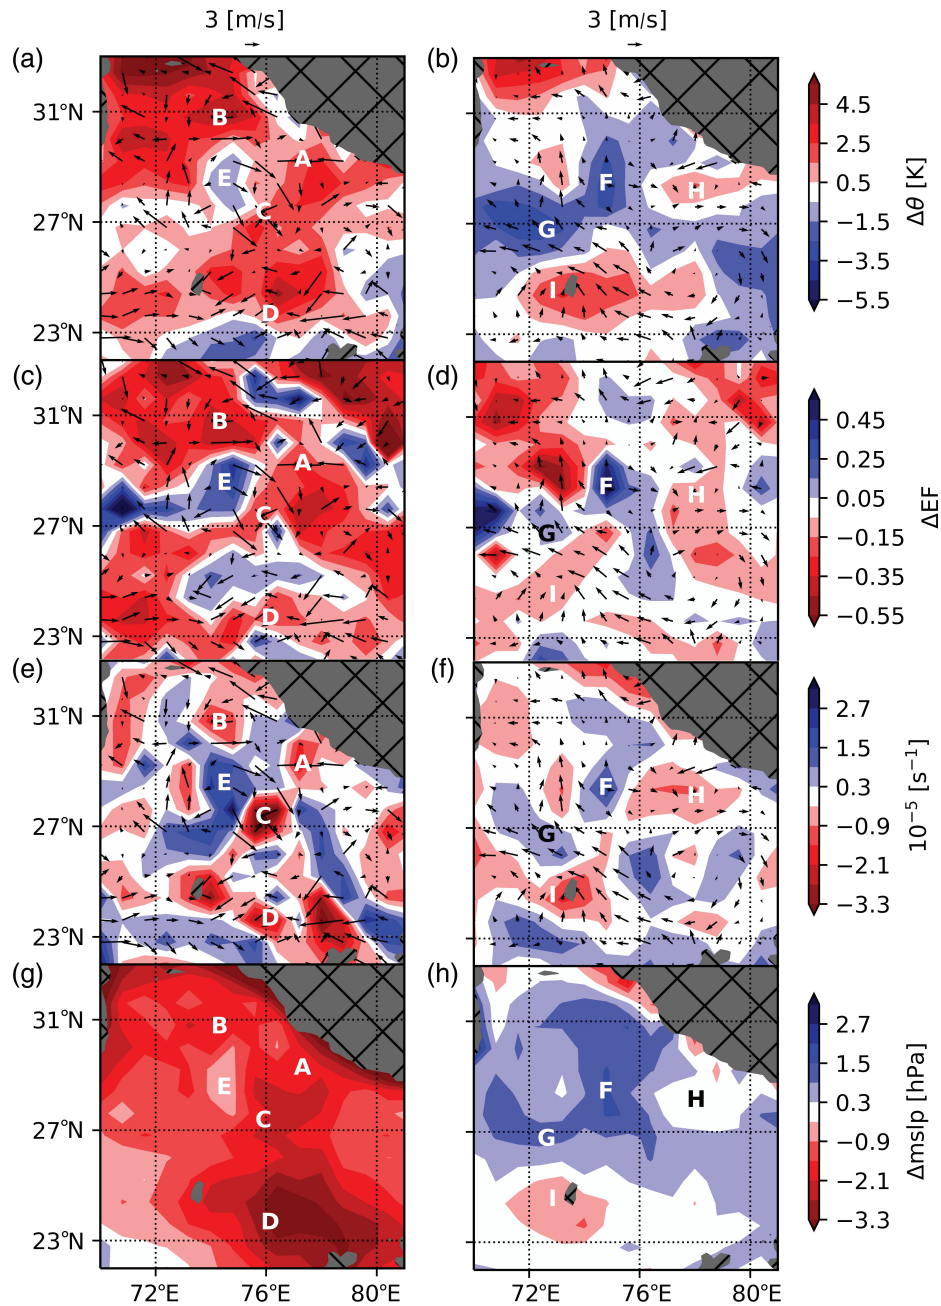 3 [m/s] 3 [m/s]
(a) (b)
31°N
27°N
23°N
B
A
E
C
D
F
H
G
I
4.5
2.5
0.5
−1.5
−3.5
−5.5
Δθ [K]
(c) (d)
31°N
27°N
23°N
B
A
E
C
D
F
H
G
I
0.45
0.25
0.05
−0.15
−0.35
−0.55
ΔEF
(e) (f)
31°N
27°N
23°N
B
A
E
C
D
F
H
G
I
2.7
1.5
0.3
−0.9
−2.1
−3.3
10⁻⁵ [s⁻¹]
(g) (h)
31°N
27°N
23°N
B
A
E
C
D
F
H
G
I
2.7
1.5
0.3
−0.9
−2.1
−3.3
Δmslp [hPa]
72°E 76°E 80°E 72°E 76°E 80°E